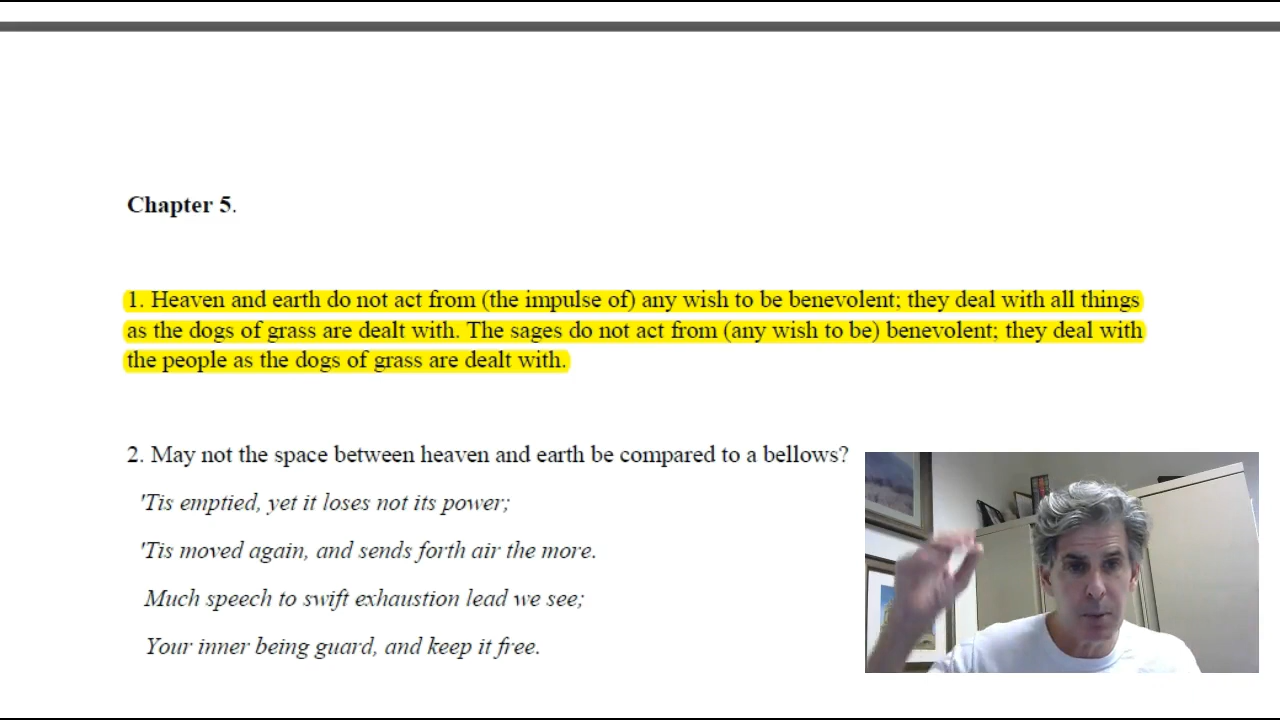 Chapter 5.
1. Heaven and earth do not act from (the impulse of) any wish to be benevolent; they deal with all things
as the dogs of grass are dealt with. The sages do not act from (any wish to be) benevolent; they deal with
the people as the dogs of grass are dealt with.
2. May not the space between heaven and earth be compared to a bellows?
'Tis emptied, yet it loses not its power;
'Tis moved again, and sends forth air the more.
Much speech to swift exhaustion lead we see;
Your inner being guard, and keep it free.